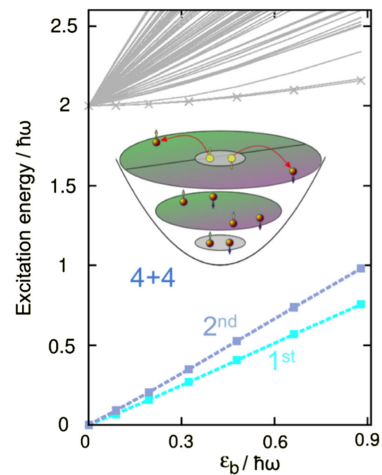 2.5
2
1.5
1
0.5
0
Excitation energy / ħω
4+4
2nd
1st
0 0.3 0.6 0.9
εb / ħω